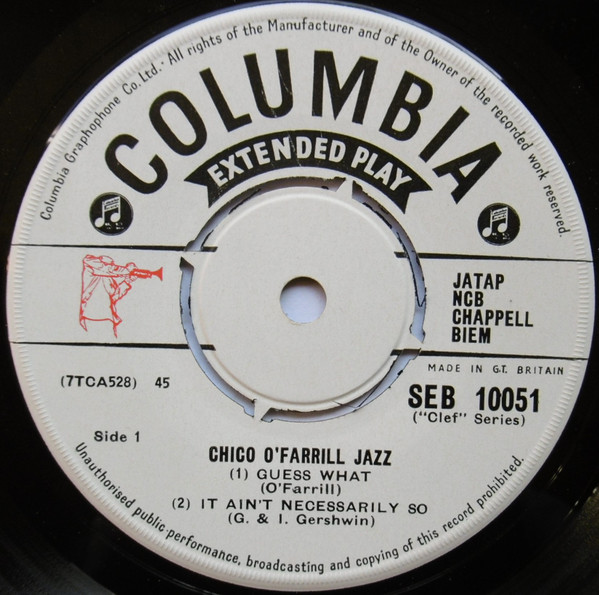 Columbia Graphophone Co. Ltd. · All rights of the Manufacturer and of the Owner of the recorded work reserved.
COLUMBIA
EXTENDED PLAY
JATAP
NCB
CHAPPELL
BIEM
MADE IN GT. BRITAIN
(7TCA528) 45
SEB 10051
("Clef" Series)
Side 1
CHICO O'FARRILL JAZZ
(1) GUESS WHAT
(O'Farrill)
(2) IT AIN'T NECESSARILY SO
(G. & I. Gershwin)
Unauthorised public performance, broadcasting and copying of this record prohibited.